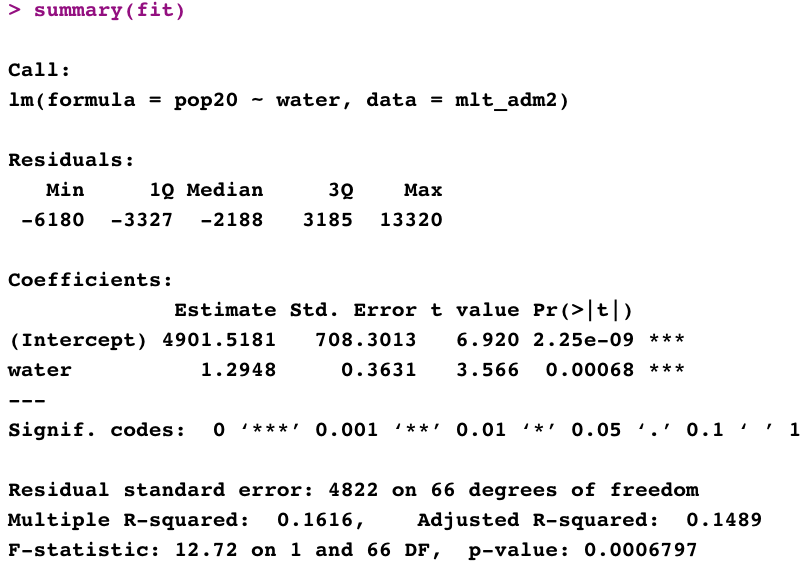 > summary(fit)

Call:
lm(formula = pop20 ~ water, data = mlt_adm2)

Residuals:
   Min     1Q Median     3Q    Max
 -6180  -3327  -2188   3185  13320

Coefficients:
             Estimate Std. Error t value Pr(>|t|)
(Intercept) 4901.5181   708.3013   6.920 2.25e-09 ***
water          1.2948     0.3631   3.566  0.00068 ***
---
Signif. codes:  0 ‘***’ 0.001 ‘**’ 0.01 ‘*’ 0.05 ‘.’ 0.1 ‘ ’ 1

Residual standard error: 4822 on 66 degrees of freedom
Multiple R-squared:  0.1616,    Adjusted R-squared:  0.1489
F-statistic: 12.72 on 1 and 66 DF,  p-value: 0.0006797